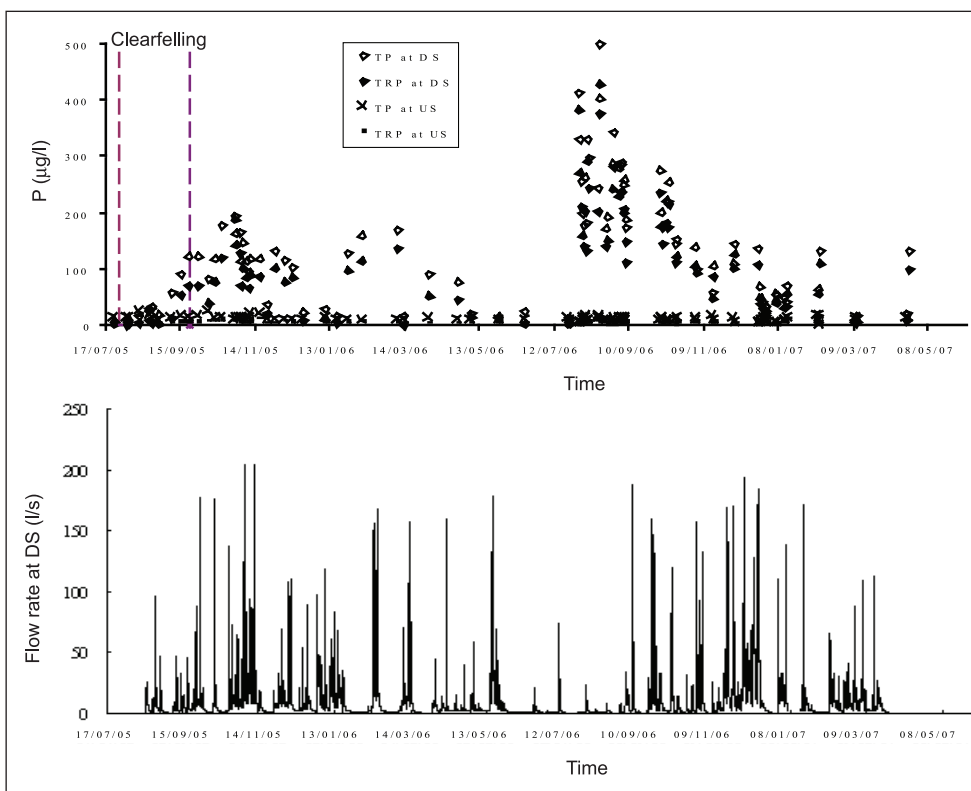 Clearfelling
500
400
300
200
100
0
P (µg/l)
TP at DS
TRP at DS
TP at US
TRP at US
17/07/05 15/09/05 14/11/05 13/01/06 14/03/06 13/05/06 12/07/06 10/09/06 09/11/06 08/01/07 09/03/07 08/05/07
Time
250
200
150
100
50
0
Flow rate at DS (l/s)
17/07/05 15/09/05 14/11/05 13/01/06 14/03/06 13/05/06 12/07/06 10/09/06 09/11/06 08/01/07 09/03/07 08/05/07
Time